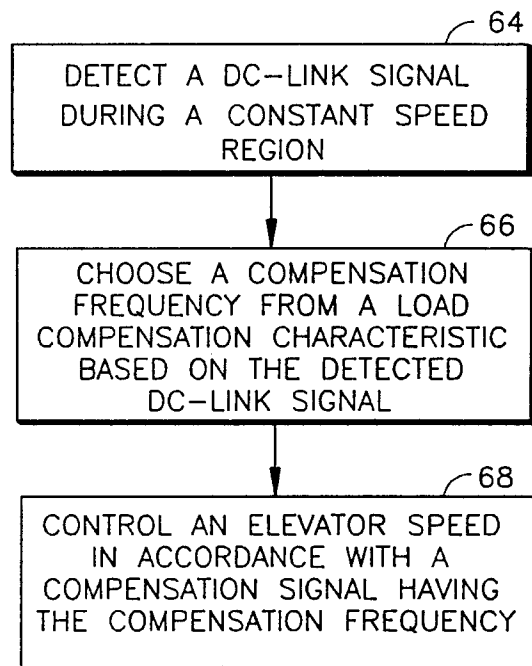 64
DETECT A DC-LINK SIGNAL
DURING A CONSTANT SPEED
REGION
66
CHOOSE A COMPENSATION
FREQUENCY FROM A LOAD
COMPENSATION CHARACTERISTIC
BASED ON THE DETECTED
DC-LINK SIGNAL
68
CONTROL AN ELEVATOR SPEED
IN ACCORDANCE WITH A
COMPENSATION SIGNAL HAVING
THE COMPENSATION FREQUENCY